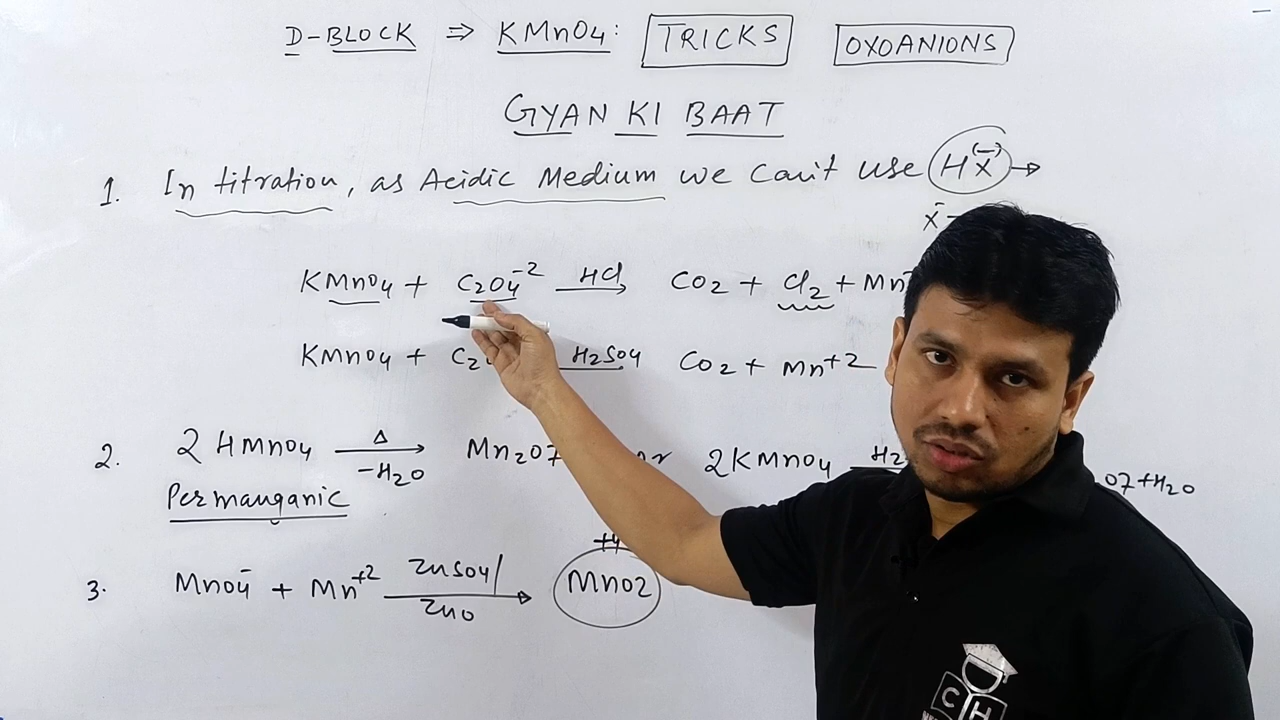 D-BLOCK ⇒ KMnO4: TRICKS OXOANIONS
GYAN KI BAAT
1. In titration, as Acidic Medium we Can't use HX(-) →
X̄ -
KMnO4 + C2O4^-2 HCl→ CO2 + Cl2 + Mn
KMnO4 + C2 H2SO4 CO2 + Mn+2
2. 2 HMnO4 Δ→ -H2O Mn2O7 or 2KMnO4 H2 O7+H2O
Permanganic
3. MnO4^- + Mn+2 ZnSO4/ ZnO → +4 MnO2
C H